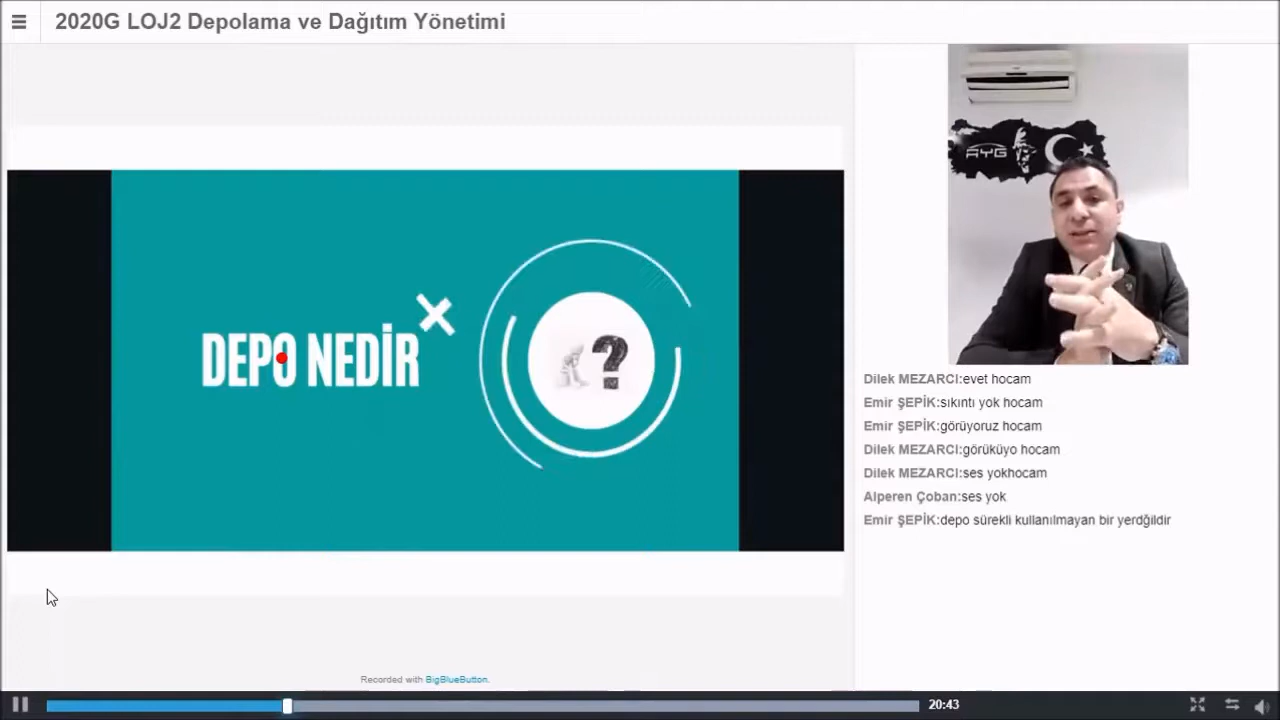 2020G LOJ2 Depolama ve Dağıtım Yönetimi
DEPO NEDİR
?
AYG
Dilek MEZARCI:evet hocam
Emir ŞEPİK:sıkıntı yok hocam
Emir ŞEPİK:görüyoruz hocam
Dilek MEZARCI:görüküyo hocam
Dilek MEZARCI:ses yokhocam
Alperen Çoban:ses yok
Emir ŞEPİK:depo sürekli kullanılmayan bir yerdğildir
Recorded with BigBlueButton.
20:43